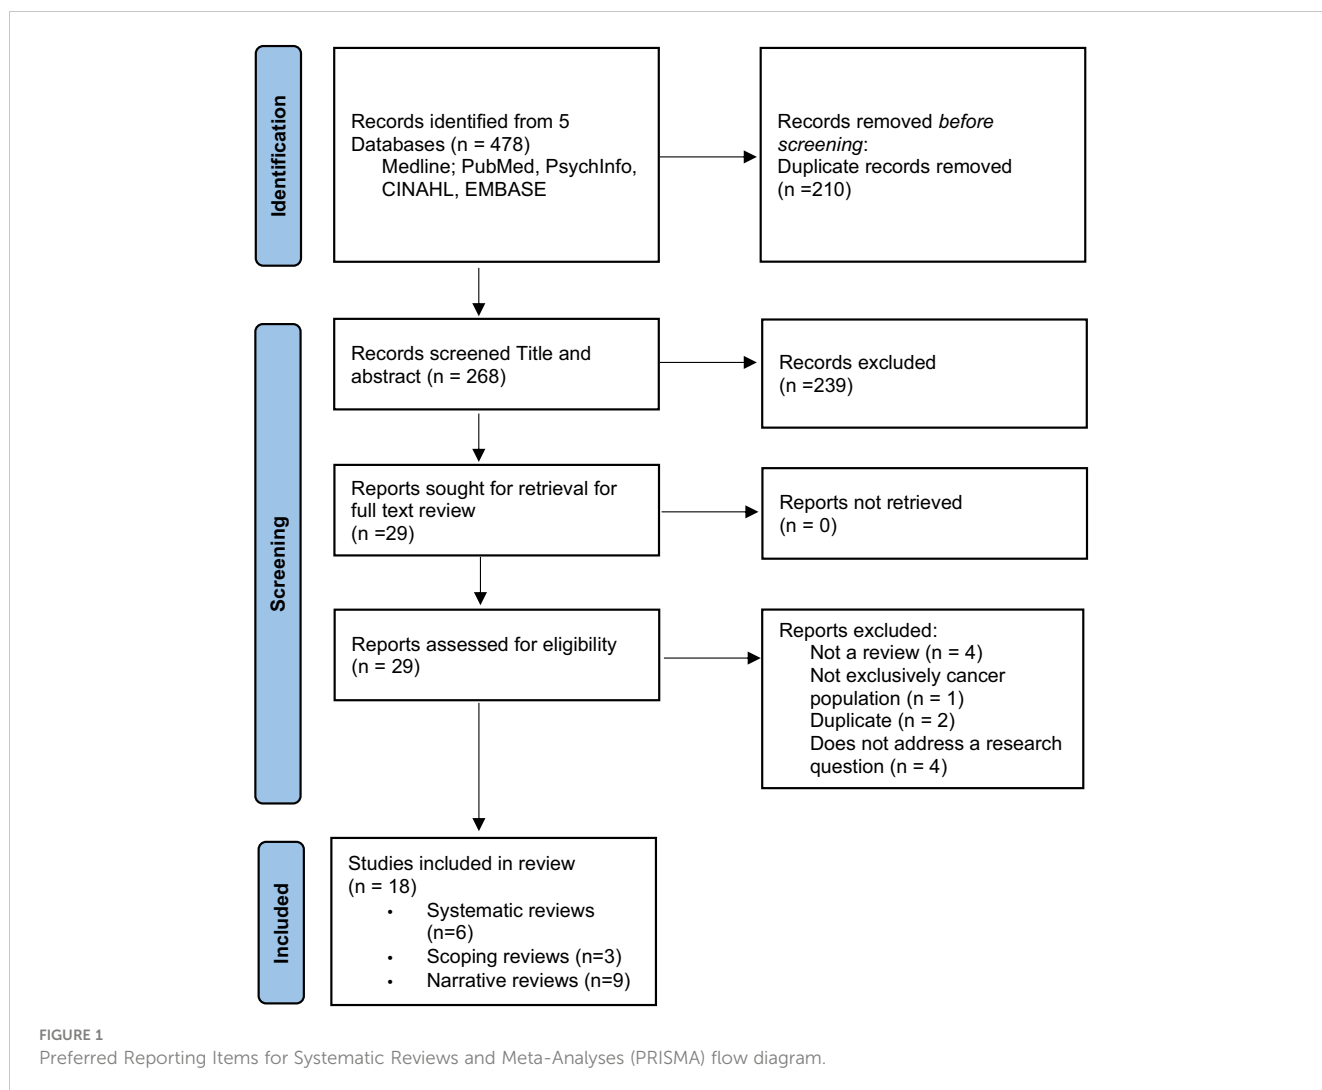 Identification
Records identified from 5
Databases (n = 478)
Medline; PubMed, PsychInfo,
CINAHL, EMBASE
Records removed before
screening:
Duplicate records removed
(n =210)
Screening
Records screened Title and
abstract (n = 268)
Records excluded
(n =239)
Reports sought for retrieval for
full text review
(n =29)
Reports not retrieved
(n = 0)
Reports assessed for eligibility
(n = 29)
Reports excluded:
Not a review (n = 4)
Not exclusively cancer
population (n = 1)
Duplicate (n = 2)
Does not address a research
question (n = 4)
Included
Studies included in review
(n = 18)
• Systematic reviews
(n=6)
• Scoping reviews (n=3)
• Narrative reviews (n=9)
FIGURE 1
Preferred Reporting Items for Systematic Reviews and Meta-Analyses (PRISMA) flow diagram.